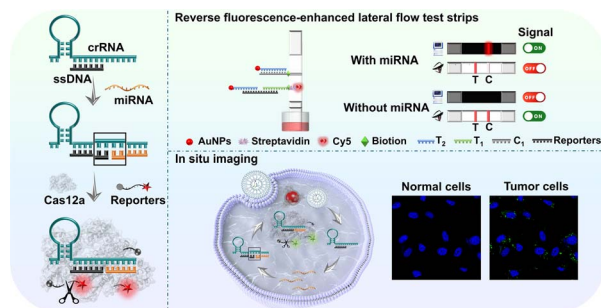 crRNA
ssDNA
miRNA
Cas12a
Reporters
Reverse fluorescence-enhanced lateral flow test strips
Signal
With miRNA
ON
OFF
T C
Without miRNA
OFF
ON
T C
AuNPs Streptavidin Cy5 Biotion T2 T1 C1 Reporters
In situ imaging
Normal cells Tumor cells